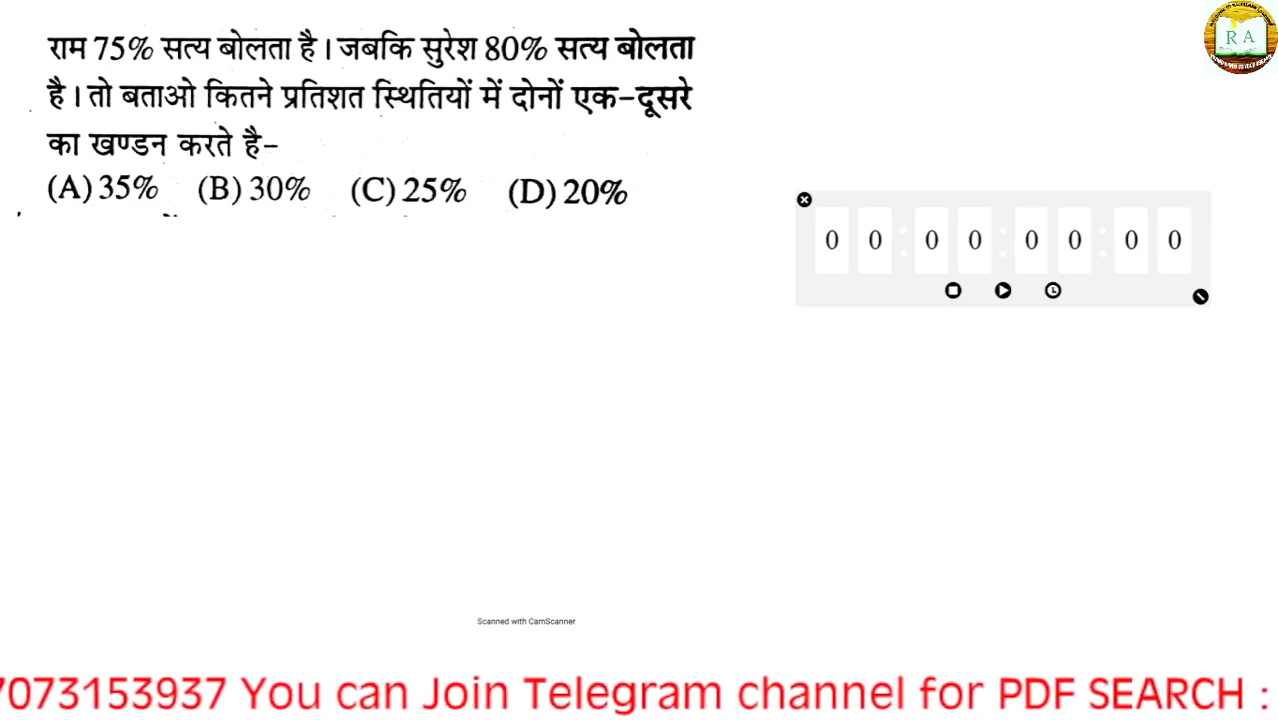 राम 75% सत्य बोलता है। जबकि सुरेश 80% सत्य बोलता
है। तो बताओ कितने प्रतिशत स्थितियों में दोनों एक-दूसरे
का खण्डन करते है-
(A) 35% (B) 30% (C) 25% (D) 20%
R A
0 0 : 0 0 : 0 0 : 0 0
Scanned with CamScanner
7073153937 You can Join Telegram channel for PDF SEARCH :